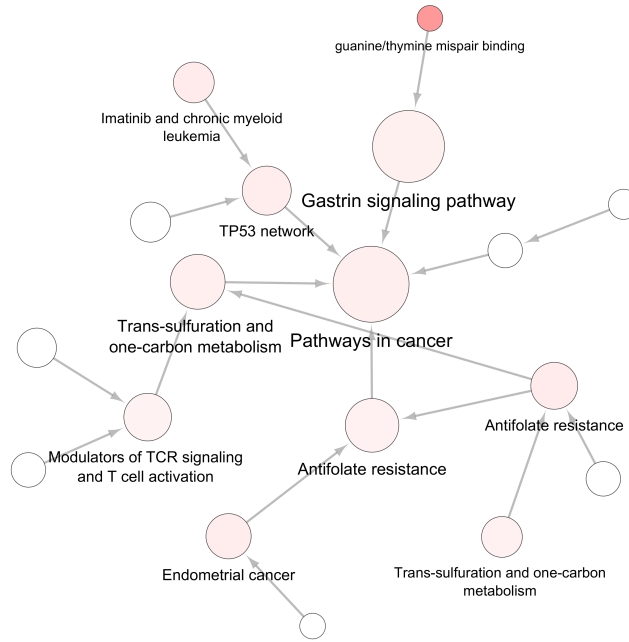 guanine/thymine mispair binding
Imatinib and chronic myeloid
leukemia
Gastrin signaling pathway
TP53 network
Trans-sulfuration and
one-carbon metabolism
Pathways in cancer
Antifolate resistance
Modulators of TCR signaling
and T cell activation
Antifolate resistance
Endometrial cancer
Trans-sulfuration and one-carbon
metabolism